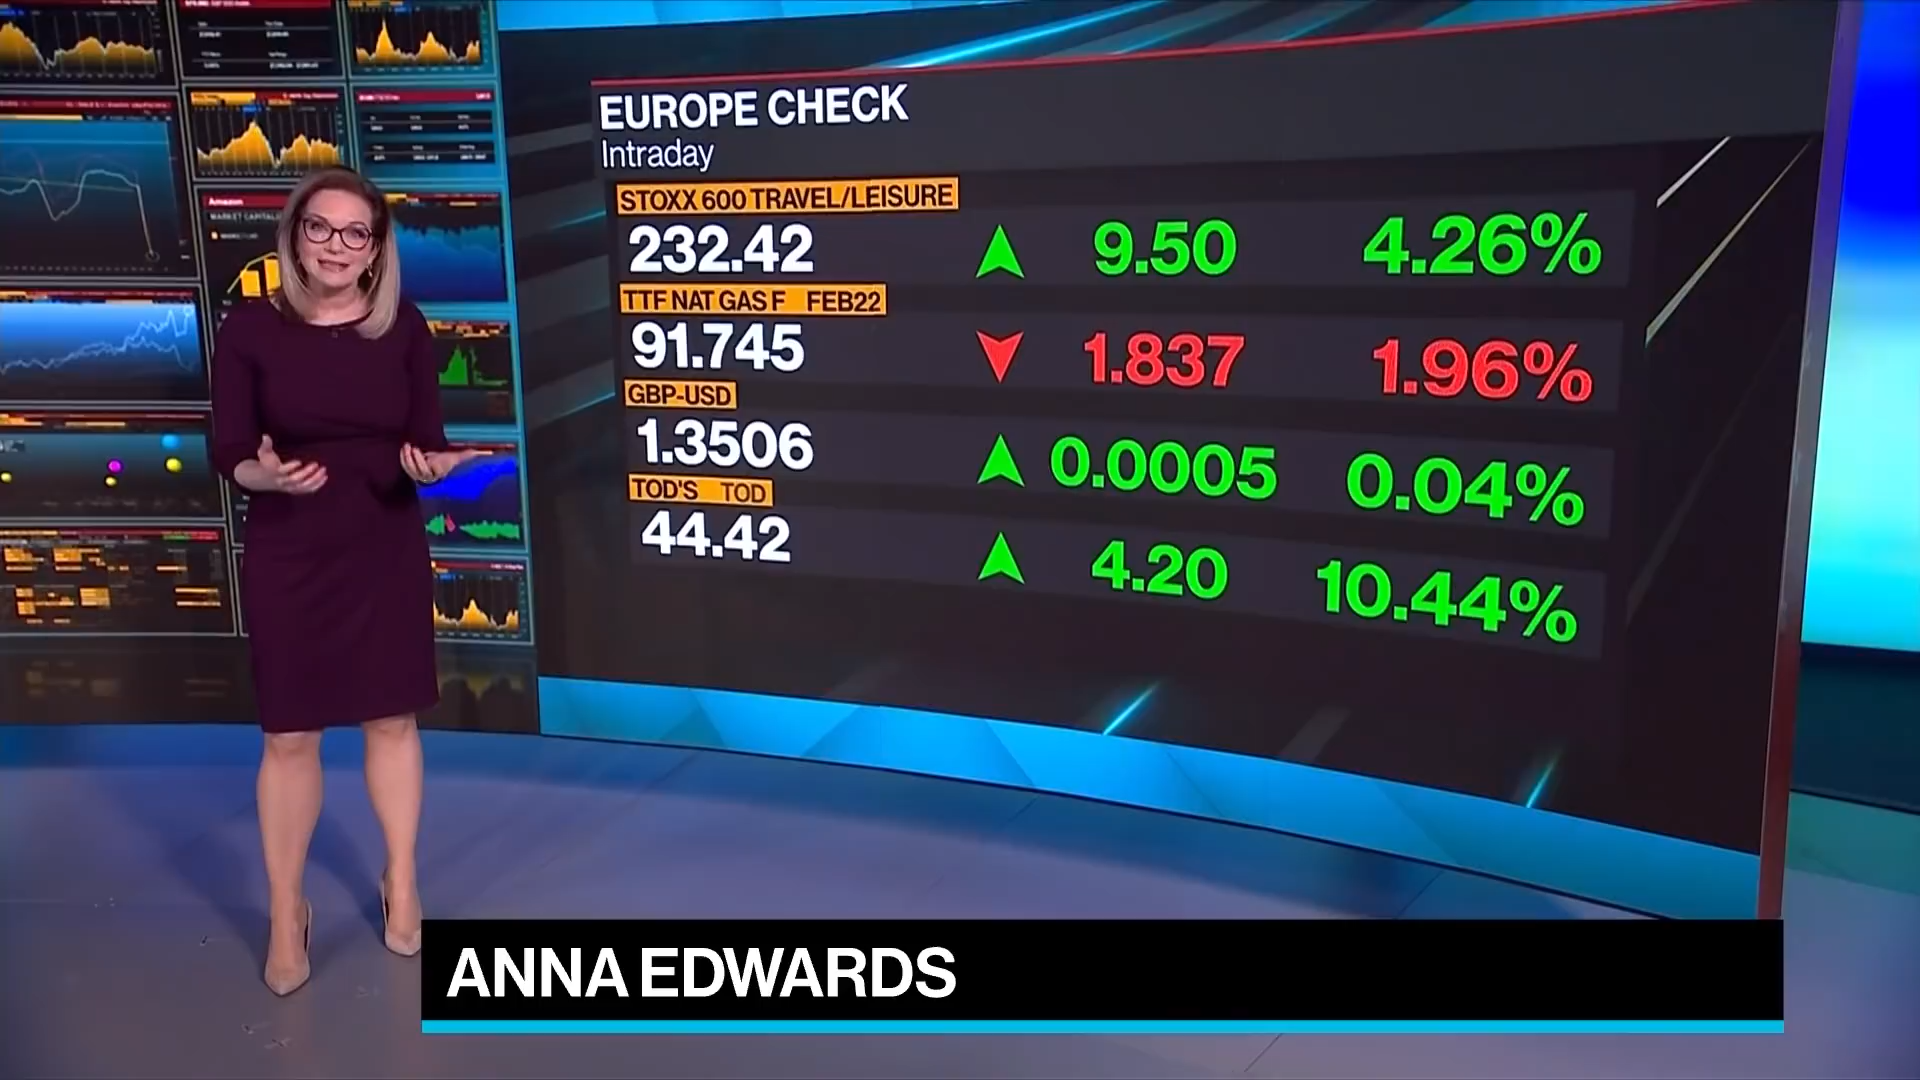 EUROPE CHECK
Intraday
STOXX 600 TRAVEL/LEISURE
232.42 9.50 4.26%
TTF NAT GAS F FEB22
91.745 1.837 1.96%
GBP-USD
1.3506 0.0005 0.04%
TOD'S TOD
44.42 4.20 10.44%
Amazon
ANNA EDWARDS